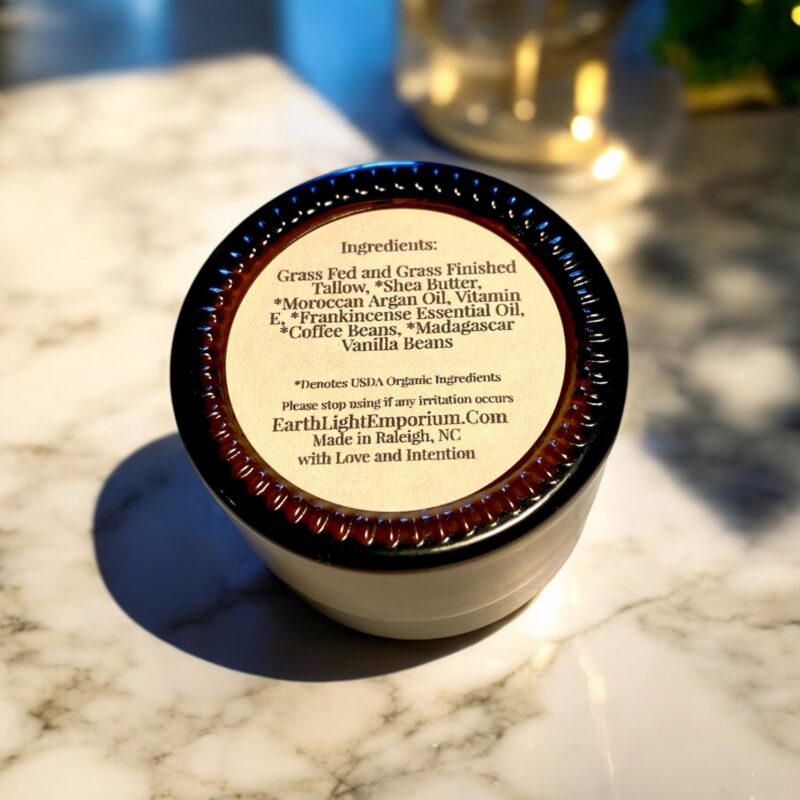 Ingredients:
Grass Fed and Grass Finished
Tallow, *Shea Butter,
*Moroccan Argan Oil, Vitamin
E, *Frankincense Essential Oil,
*Coffee Beans, *Madagascar
Vanilla Beans
*Denotes USDA Organic Ingredients
Please stop using if any irritation occurs
EarthLightEmporium.Com
Made in Raleigh, NC
with Love and Intention